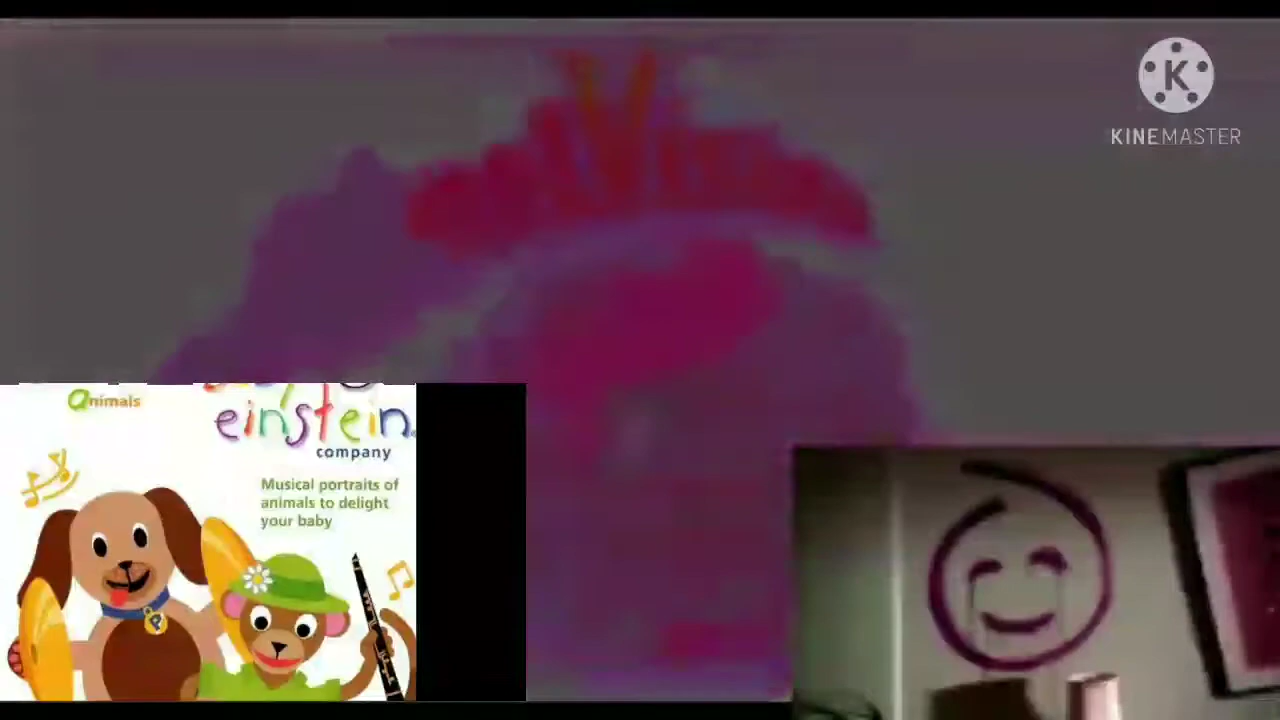 K
KINEMASTER
animals
einstein
company
Musical portraits of
animals to delight
your baby
P